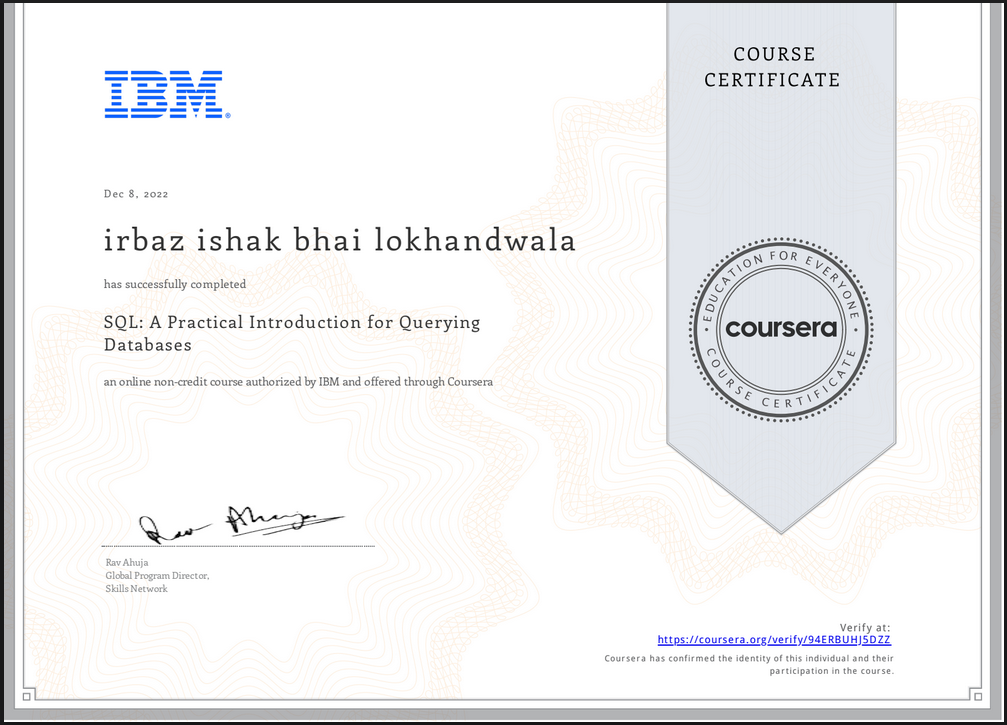 COURSE
CERTIFICATE
IBM®
Dec 8, 2022
irbaz ishak bhai lokhandwala
has successfully completed
SQL: A Practical Introduction for Querying
Databases
an online non-credit course authorized by IBM and offered through Coursera
EDUCATION FOR EVERYONE
coursera
COURSE CERTIFICATE
Rav Ahuja
Rav Ahuja
Global Program Director,
Skills Network
Verify at:
https://coursera.org/verify/94ERBUHJ5DZZ
Coursera has confirmed the identity of this individual and their
participation in the course.